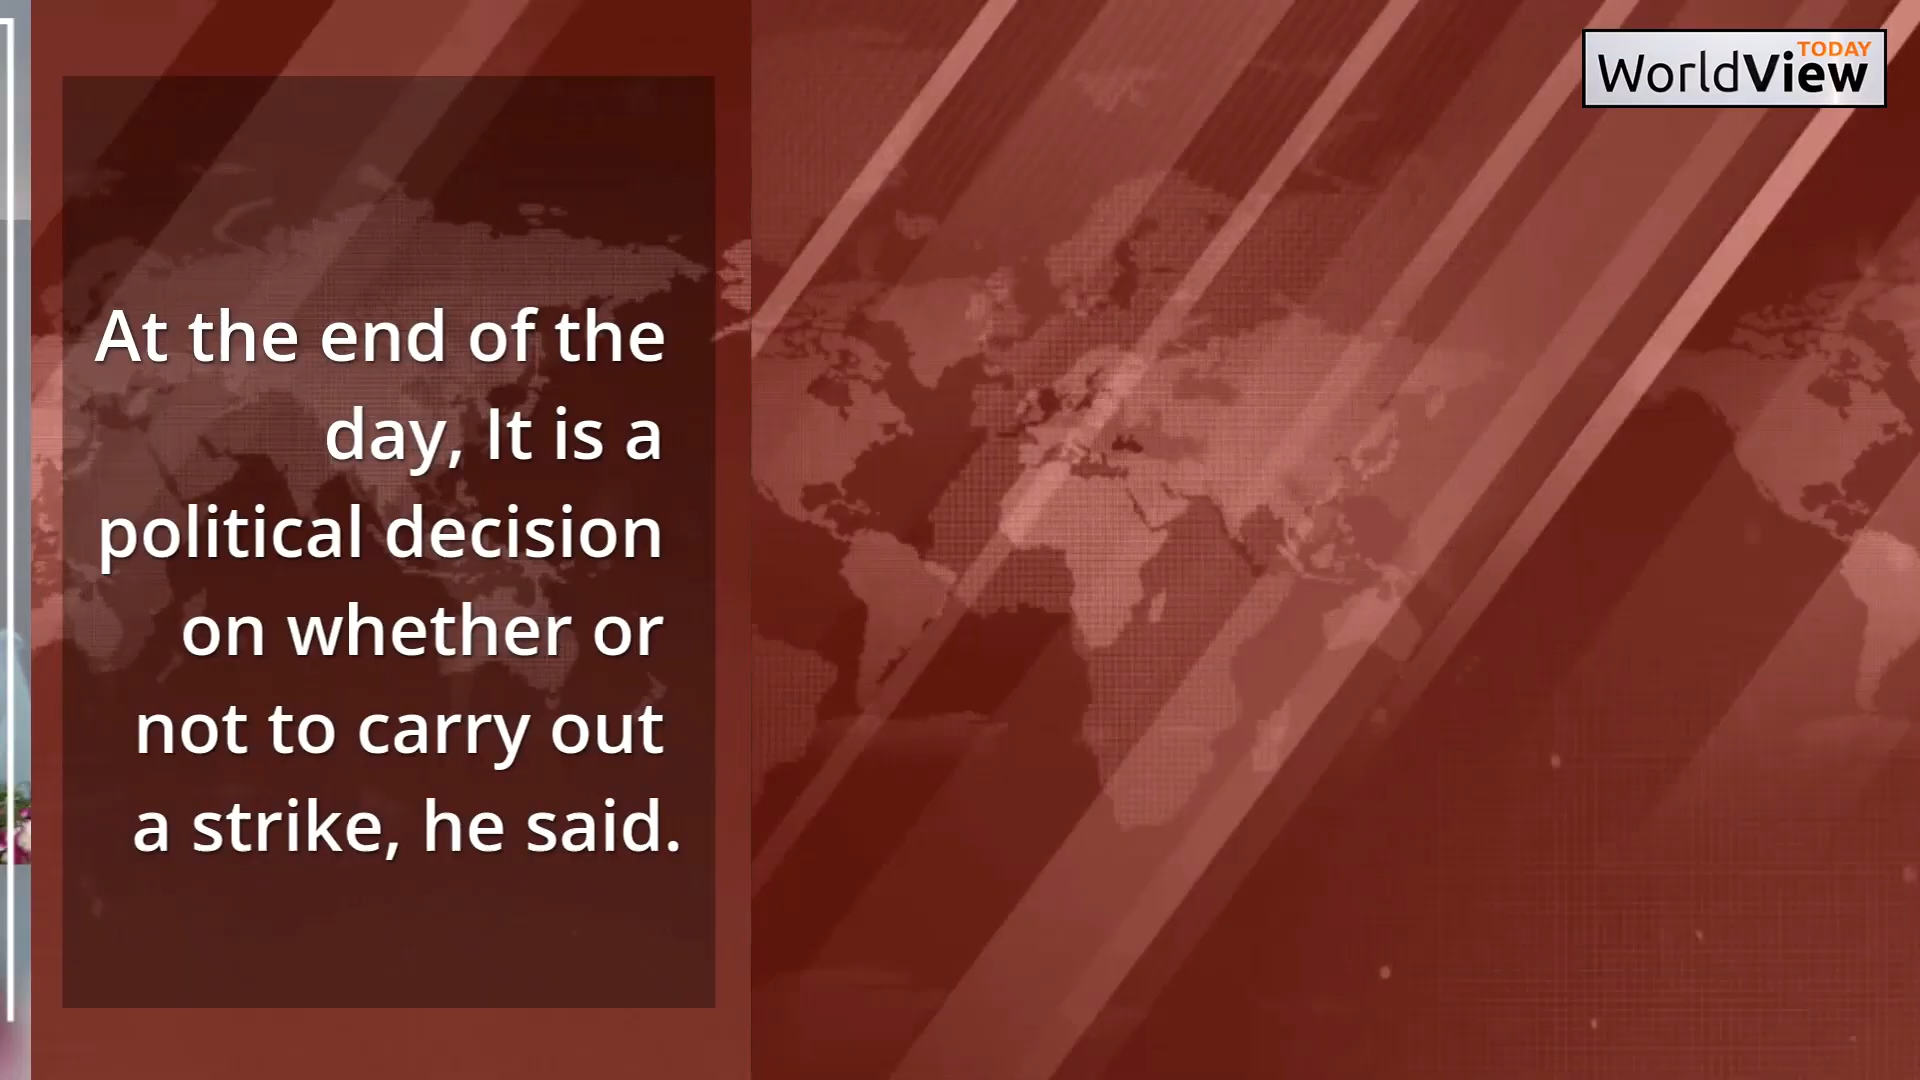 At the end of the
day, It is a
political decision
on whether or
not to carry out
a strike, he said.
TODAY
WorldView